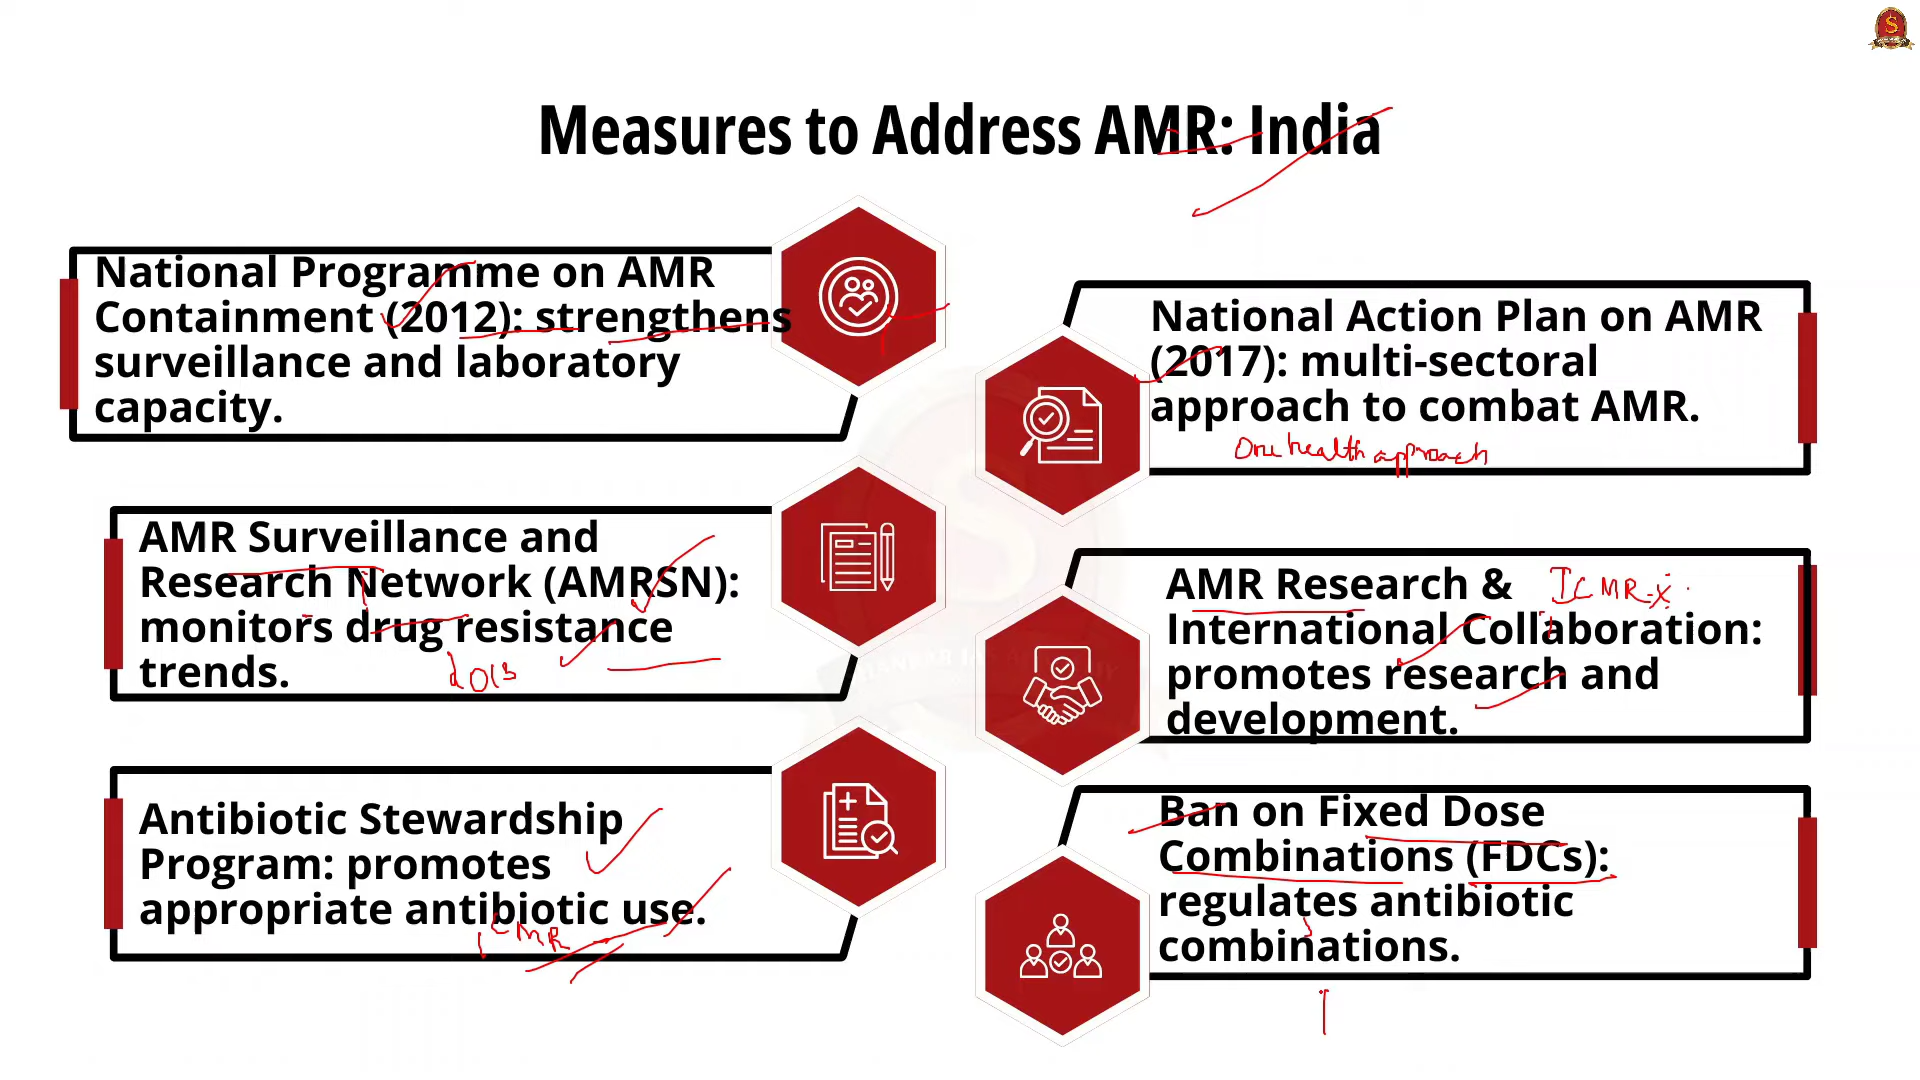 Measures to Address AMR: India
National Programme on AMR
Containment (2012): strengthens
surveillance and laboratory
capacity.
National Action Plan on AMR
(2017): multi-sectoral
approach to combat AMR.
One health approach
AMR Surveillance and
Research Network (AMRSN):
monitors drug resistance
trends.
2013
AMR Research &
ICMR
International Collaboration:
promotes research and
development.
Antibiotic Stewardship
Program: promotes
appropriate antibiotic use.
ICMR
Ban on Fixed Dose
Combinations (FDCs):
regulates antibiotic
combinations.